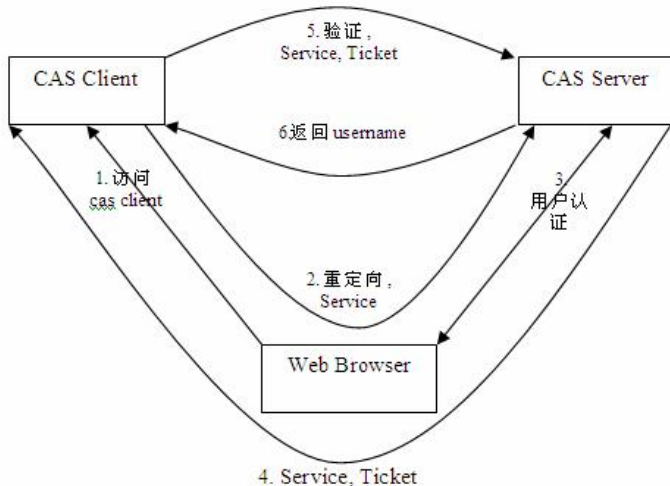 5. 验证,
Service, Ticket
CAS Client
CAS Server
6.返回 username
1. 访问
cas client
3.
用户认
证
2. 重定向,
Service
Web Browser
4. Service, Ticket